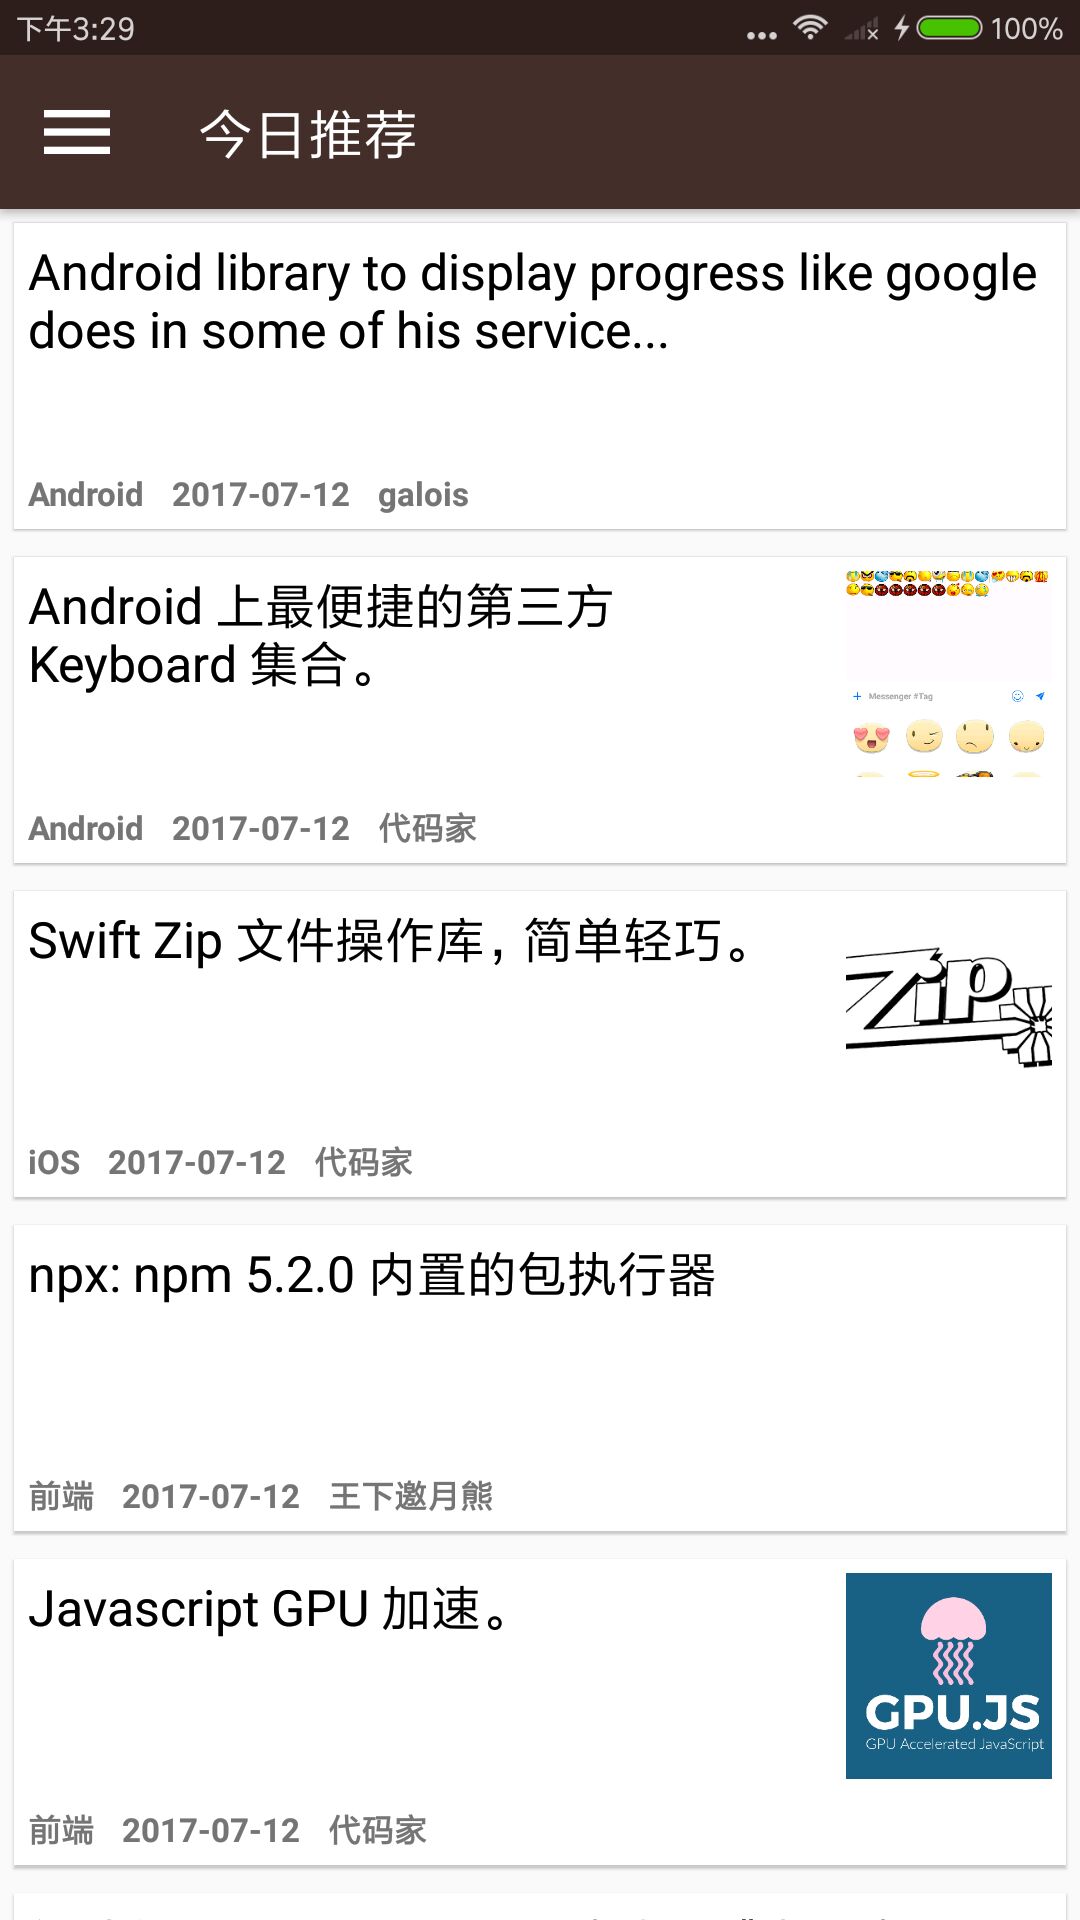 下午3:29
100%
今日推荐
Android library to display progress like google
does in some of his service...
Android 2017-07-12 galois
Android 上最便捷的第三方
Keyboard 集合。
Messenger #Tag
Android 2017-07-12 代码家
Swift Zip 文件操作库，简单轻巧。
Zip
iOS 2017-07-12 代码家
npx: npm 5.2.0 内置的包执行器
前端 2017-07-12 王下邀月熊
Javascript GPU 加速。
GPU.JS
GPU Accelerated JavaScript
前端 2017-07-12 代码家